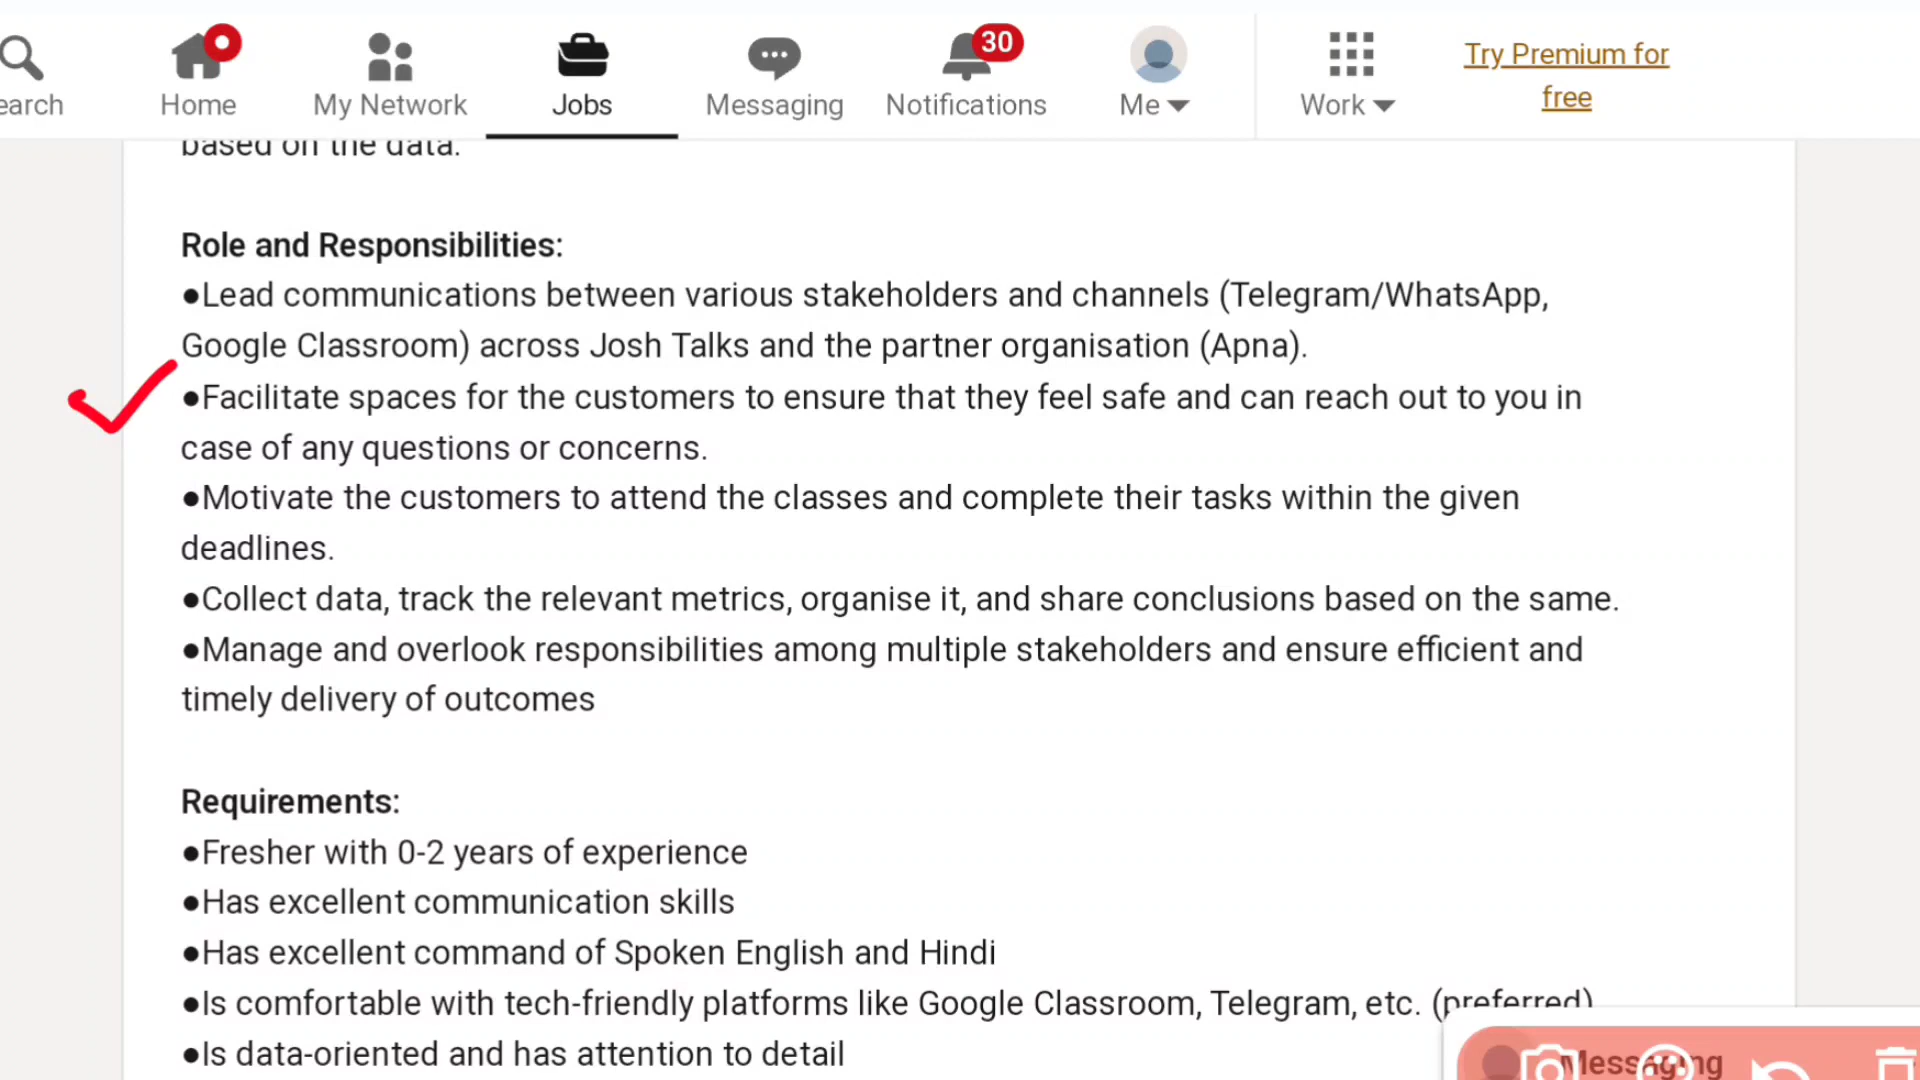 earch
Home
My Network
Jobs
Messaging
30
Notifications
Me
Work
Try Premium for
free
based on the data.
Role and Responsibilities:
●Lead communications between various stakeholders and channels (Telegram/WhatsApp,
Google Classroom) across Josh Talks and the partner organisation (Apna).
●Facilitate spaces for the customers to ensure that they feel safe and can reach out to you in
case of any questions or concerns.
●Motivate the customers to attend the classes and complete their tasks within the given
deadlines.
●Collect data, track the relevant metrics, organise it, and share conclusions based on the same.
●Manage and overlook responsibilities among multiple stakeholders and ensure efficient and
timely delivery of outcomes
Requirements:
●Fresher with 0-2 years of experience
●Has excellent communication skills
●Has excellent command of Spoken English and Hindi
●Is comfortable with tech-friendly platforms like Google Classroom, Telegram, etc. (preferred)
●Is data-oriented and has attention to detail
Messaging